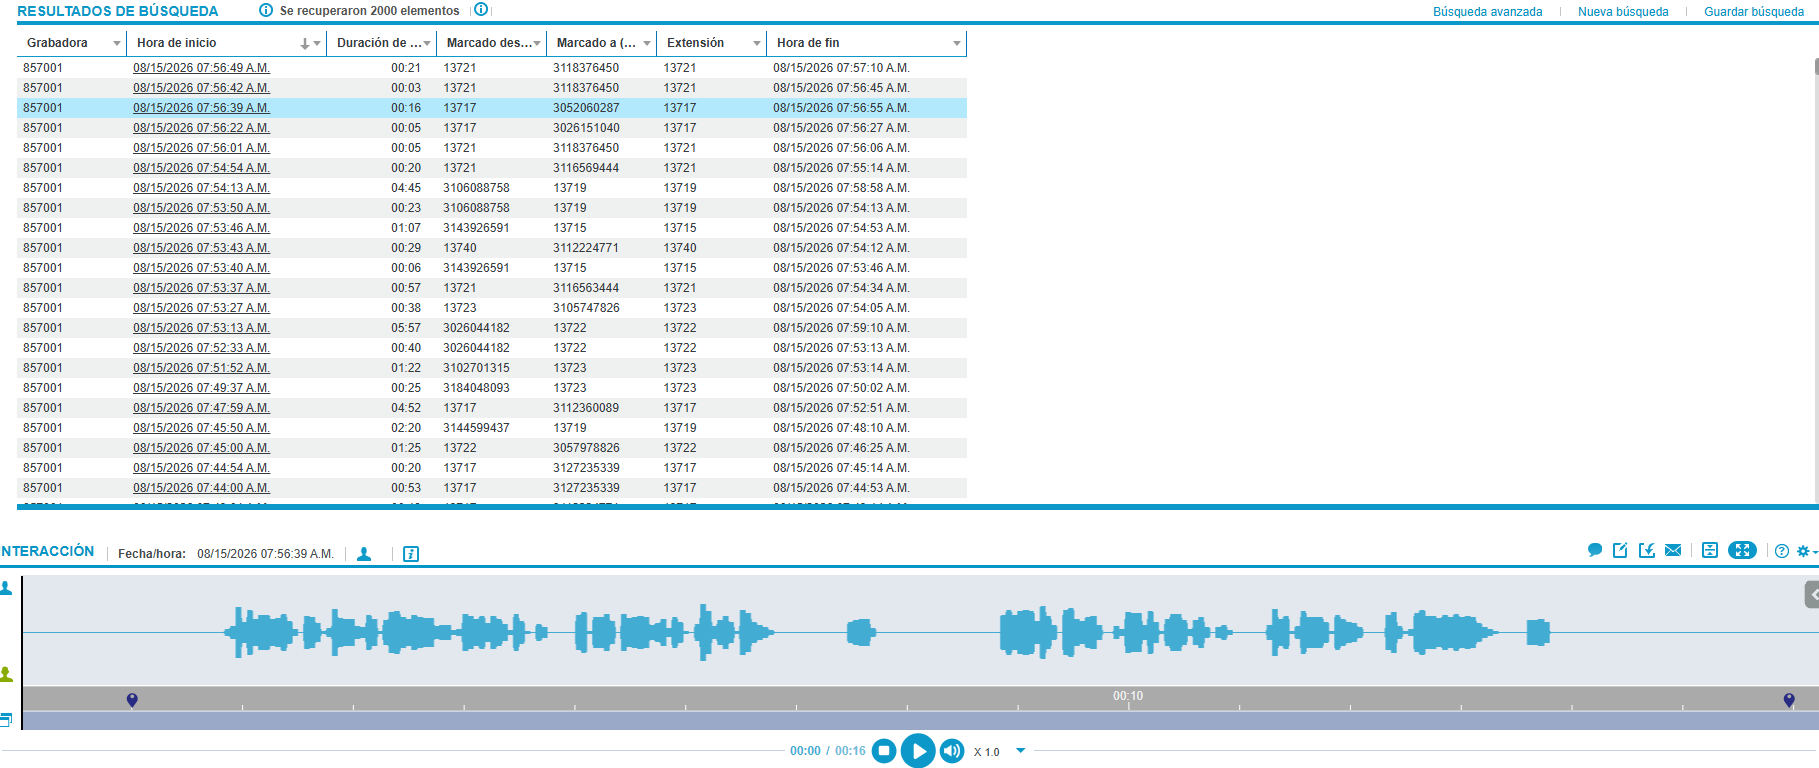 RESULTADOS DE BÚSQUEDA Se recuperaron 2000 elementos Búsqueda avanzada Nueva búsqueda Guardar búsqueda
Grabadora Hora de inicio Duración de ... Marcado des... Marcado a (... Extensión Hora de fin
857001 08/15/2026 07:56:49 A.M. 00:21 13721 3118376450 13721 08/15/2026 07:57:10 A.M.
857001 08/15/2026 07:56:42 A.M. 00:03 13721 3118376450 13721 08/15/2026 07:56:45 A.M.
857001 08/15/2026 07:56:39 A.M. 00:16 13717 3052060287 13717 08/15/2026 07:56:55 A.M.
857001 08/15/2026 07:56:22 A.M. 00:05 13717 3026151040 13717 08/15/2026 07:56:27 A.M.
857001 08/15/2026 07:56:01 A.M. 00:05 13721 3118376450 13721 08/15/2026 07:56:06 A.M.
857001 08/15/2026 07:54:54 A.M. 00:20 13721 3116569444 13721 08/15/2026 07:55:14 A.M.
857001 08/15/2026 07:54:13 A.M. 04:45 3106088758 13719 13719 08/15/2026 07:58:58 A.M.
857001 08/15/2026 07:53:50 A.M. 00:23 3106088758 13719 13719 08/15/2026 07:54:13 A.M.
857001 08/15/2026 07:53:46 A.M. 01:07 3143926591 13715 13715 08/15/2026 07:54:53 A.M.
857001 08/15/2026 07:53:43 A.M. 00:29 13740 3112224771 13740 08/15/2026 07:54:12 A.M.
857001 08/15/2026 07:53:40 A.M. 00:06 3143926591 13715 13715 08/15/2026 07:53:46 A.M.
857001 08/15/2026 07:53:37 A.M. 00:57 13721 3116563444 13721 08/15/2026 07:54:34 A.M.
857001 08/15/2026 07:53:27 A.M. 00:38 13723 3105747826 13723 08/15/2026 07:54:05 A.M.
857001 08/15/2026 07:53:13 A.M. 05:57 3026044182 13722 13722 08/15/2026 07:59:10 A.M.
857001 08/15/2026 07:52:33 A.M. 00:40 3026044182 13722 13722 08/15/2026 07:53:13 A.M.
857001 08/15/2026 07:51:52 A.M. 01:22 3102701315 13723 13723 08/15/2026 07:53:14 A.M.
857001 08/15/2026 07:49:37 A.M. 00:25 3184048093 13723 13723 08/15/2026 07:50:02 A.M.
857001 08/15/2026 07:47:59 A.M. 04:52 13717 3112360089 13717 08/15/2026 07:52:51 A.M.
857001 08/15/2026 07:45:50 A.M. 02:20 3144599437 13719 13719 08/15/2026 07:48:10 A.M.
857001 08/15/2026 07:45:00 A.M. 01:25 13722 3057978826 13722 08/15/2026 07:46:25 A.M.
857001 08/15/2026 07:44:54 A.M. 00:20 13717 3127235339 13717 08/15/2026 07:45:14 A.M.
857001 08/15/2026 07:44:00 A.M. 00:53 13717 3127235339 13717 08/15/2026 07:44:53 A.M.
NTERACCIÓN Fecha/hora: 08/15/2026 07:56:39 A.M.
00:10
00:00 / 00:16 X 1.0